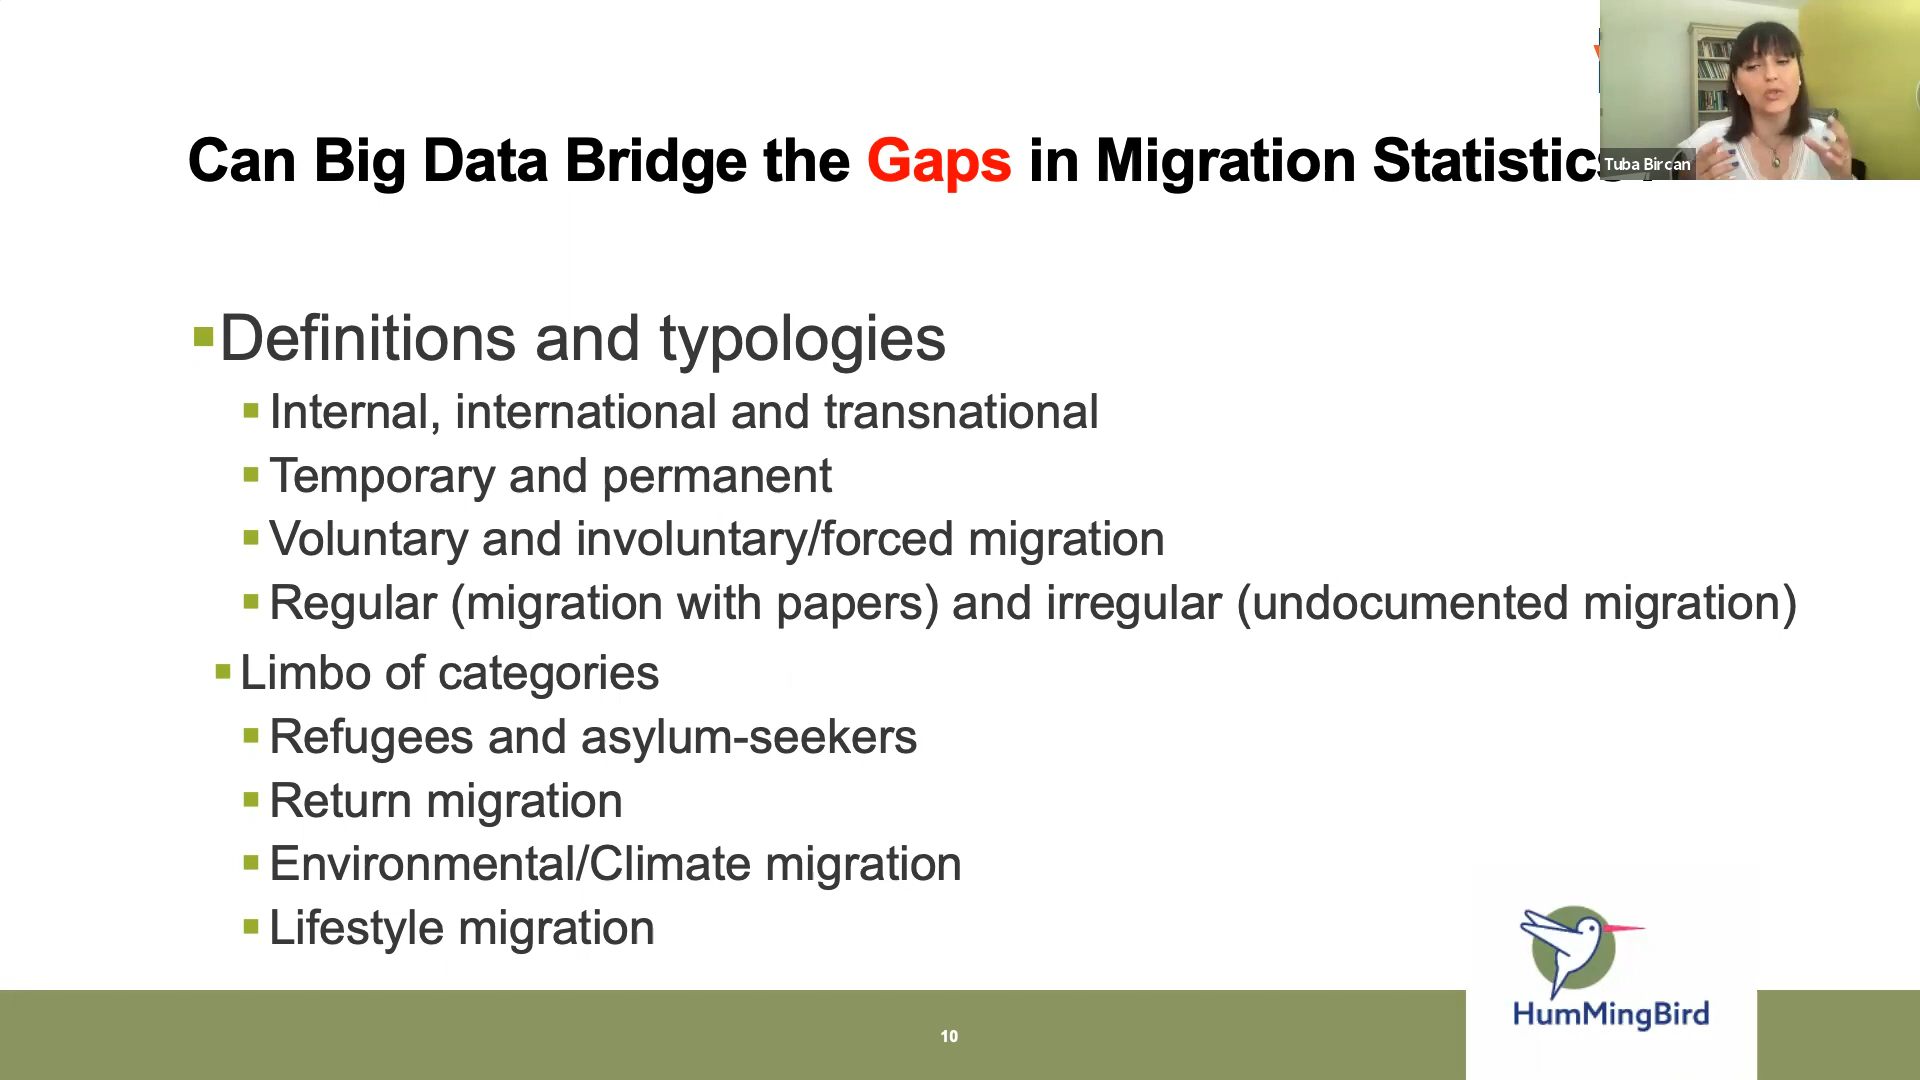 Can Big Data Bridge the Gaps in Migration Statistics
Tuba Bircan
Definitions and typologies
Internal, international and transnational
Temporary and permanent
Voluntary and involuntary/forced migration
Regular (migration with papers) and irregular (undocumented migration)
Limbo of categories
Refugees and asylum-seekers
Return migration
Environmental/Climate migration
Lifestyle migration
HumMingBird
10